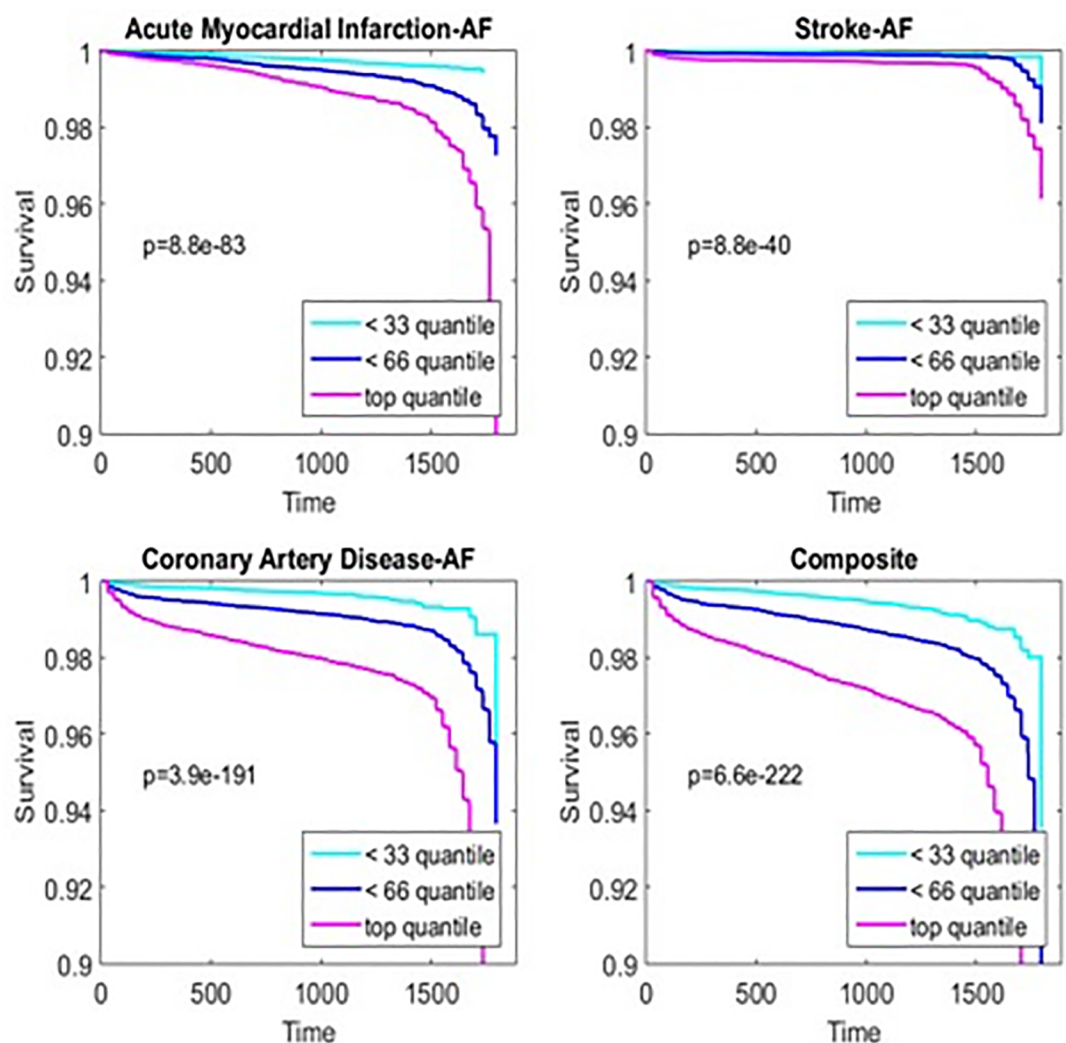 Acute Myocardial Infarction-AF
1
0.98
0.96
0.94
0.92
0.9
Survival
p=8.8e-83
< 33 quantile
< 66 quantile
top quantile
0 500 1000 1500
Time
Stroke-AF
1
0.98
0.96
0.94
0.92
0.9
Survival
p=8.8e-40
< 33 quantile
< 66 quantile
top quantile
0 500 1000 1500
Time
Coronary Artery Disease-AF
1
0.98
0.96
0.94
0.92
0.9
Survival
p=3.9e-191
< 33 quantile
< 66 quantile
top quantile
0 500 1000 1500
Time
Composite
1
0.98
0.96
0.94
0.92
0.9
Survival
p=6.6e-222
< 33 quantile
< 66 quantile
top quantile
0 500 1000 1500
Time